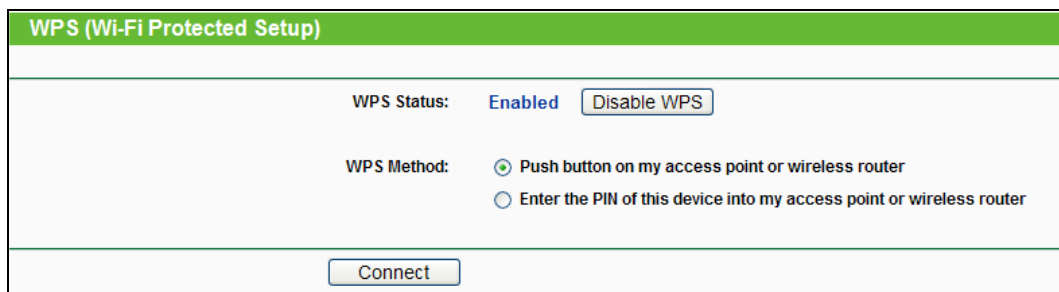 WPS (Wi-Fi Protected Setup)
WPS Status: Enabled Disable WPS
WPS Method: Push button on my access point or wireless router
Enter the PIN of this device into my access point or wireless router
Connect